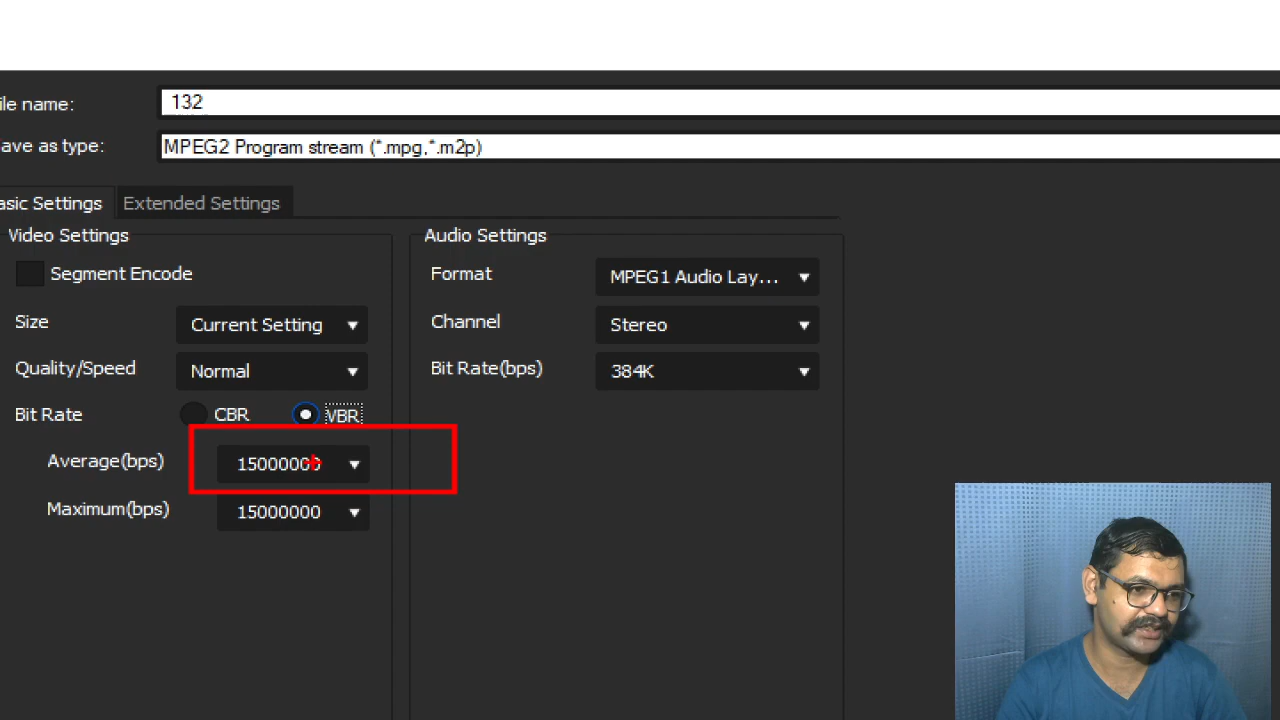 ile name: 132
ave as type: MPEG2 Program stream (*.mpg,*.m2p)
asic Settings Extended Settings
Video Settings Audio Settings
Segment Encode Format MPEG1 Audio Lay...
Size Current Setting Channel Stereo
Quality/Speed Normal Bit Rate(bps) 384K
Bit Rate CBR VBR
Average(bps) 15000000
Maximum(bps) 15000000